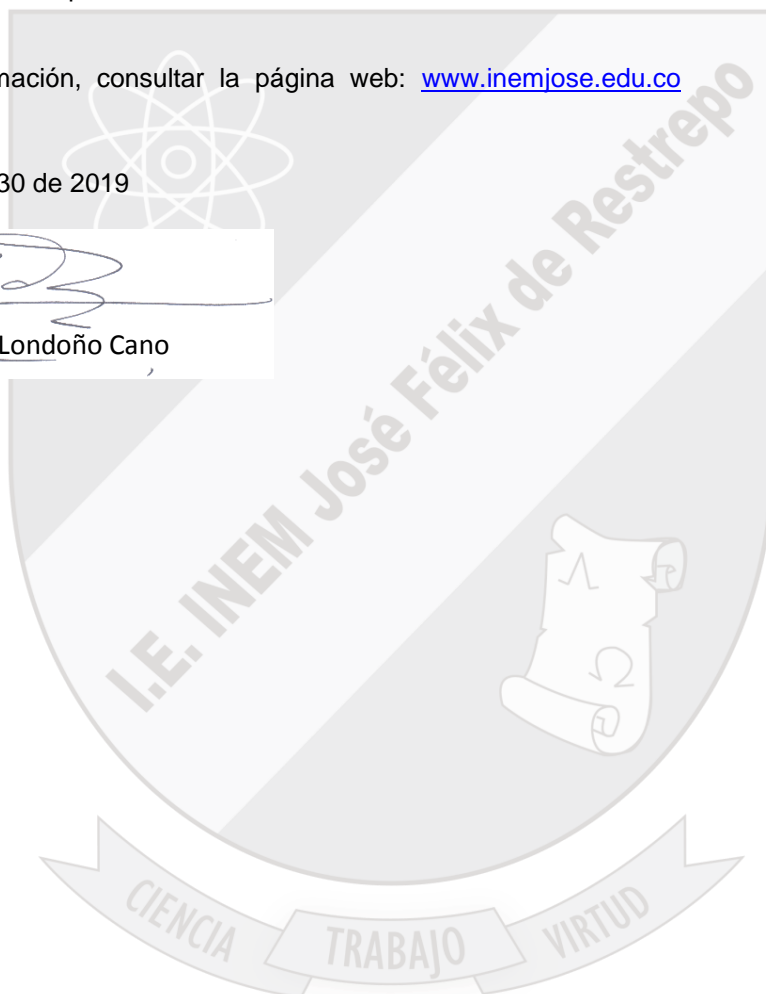 mación, consultar la página web: www.inemjose.edu.co
30 de 2019
Londoño Cano
I.E. INEM José Félix de Restrepo
Λ
Ω
CIENCIA TRABAJO VIRTUD